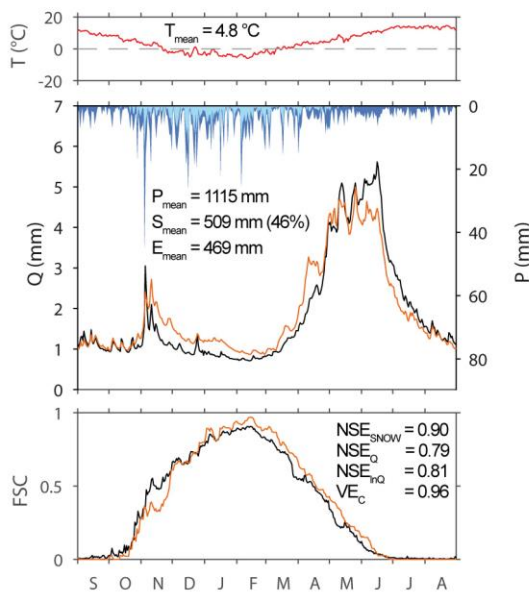 20
0
-20
T (°C)
Tmean = 4.8 °C
7
6
5
4
3
2
1
0
Q (mm)
0
20
40
60
80
P (mm)
Pmean = 1115 mm
Smean = 509 mm (46%)
Emean = 469 mm
1
0.5
0
FSC
NSESNOW = 0.90
NSEQ = 0.79
NSElnQ = 0.81
VEC = 0.96
S O N D J F M A M J J A